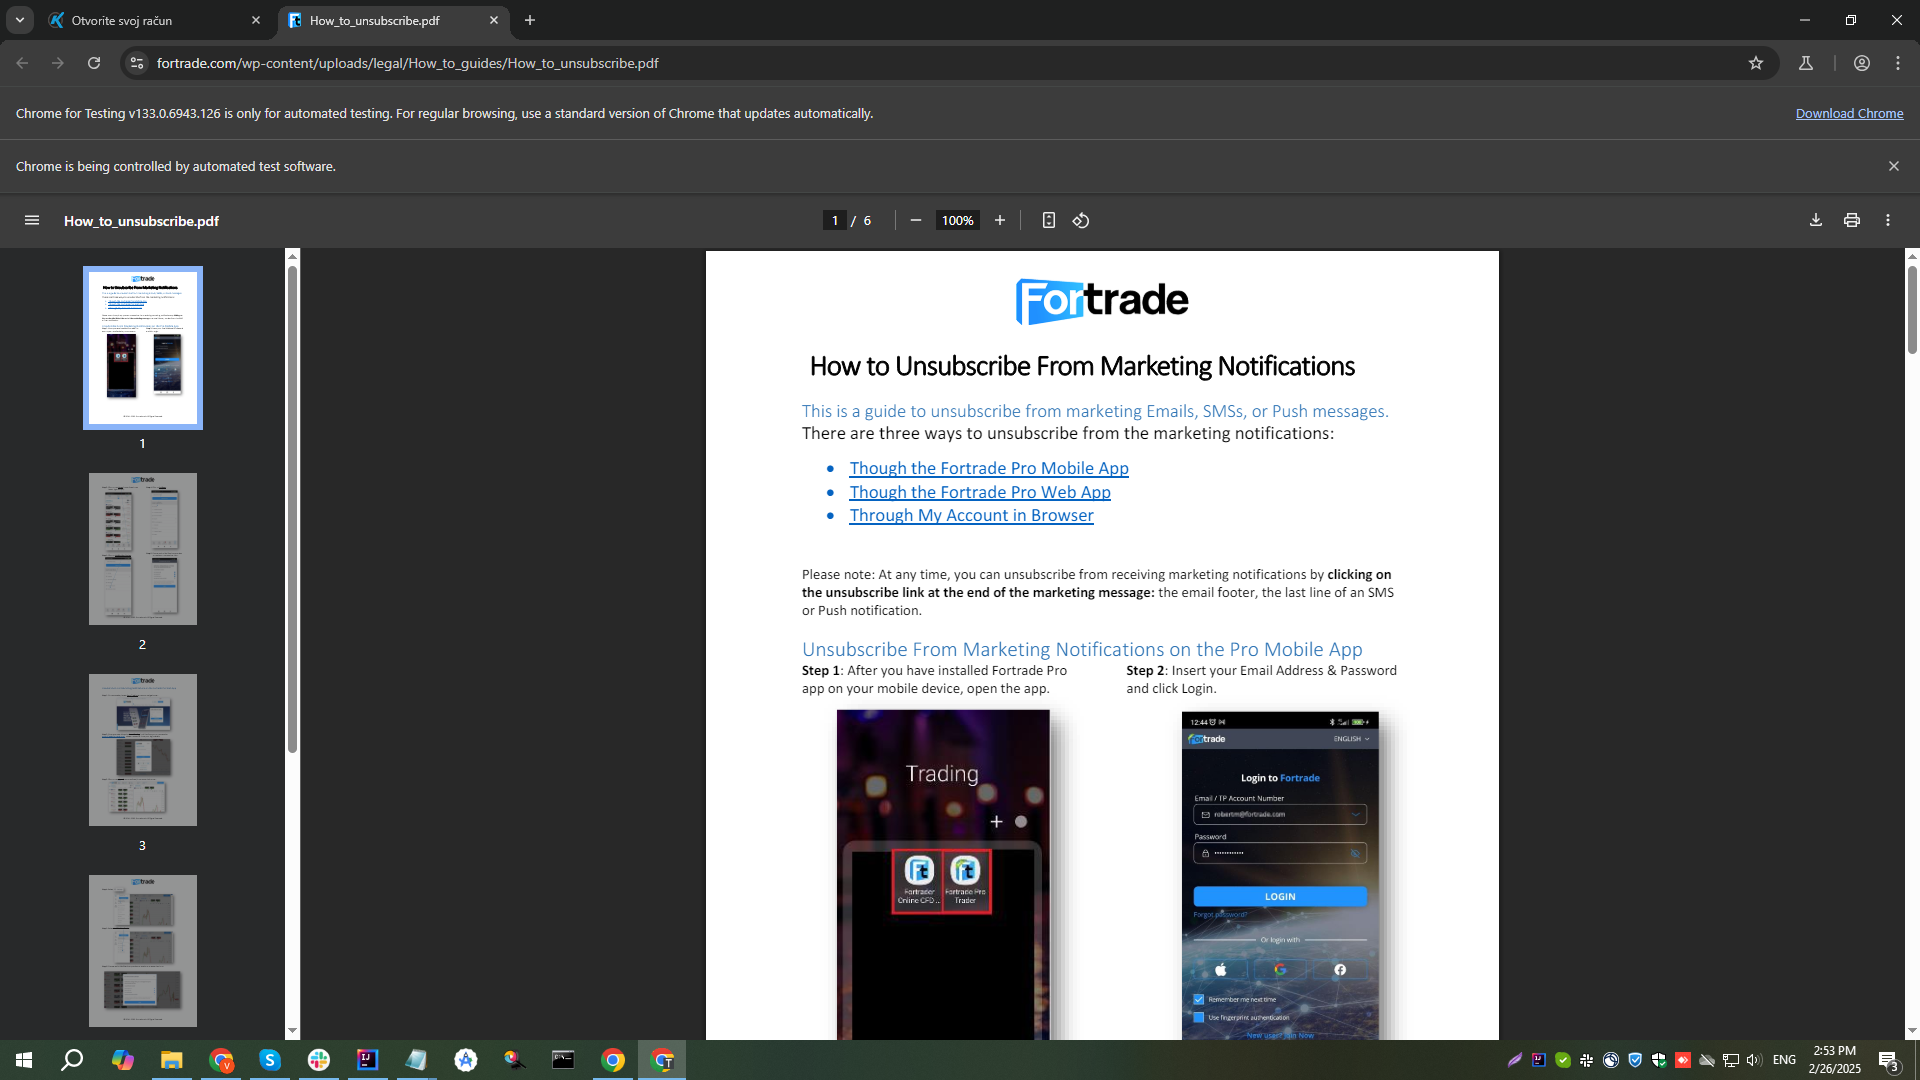 Otvorite svoj račun
How_to_unsubscribe.pdf
fortrade.com/wp-content/uploads/legal/How_to_guides/How_to_unsubscribe.pdf
Chrome for Testing v133.0.6943.126 is only for automated testing. For regular browsing, use a standard version of Chrome that updates automatically.
Download Chrome
Chrome is being controlled by automated test software.
How_to_unsubscribe.pdf
1 / 6
100%
1
2
3
Fortrade
How to Unsubscribe From Marketing Notifications
This is a guide to unsubscribe from marketing Emails, SMSs, or Push messages.
There are three ways to unsubscribe from the marketing notifications:
• Though the Fortrade Pro Mobile App
• Though the Fortrade Pro Web App
• Through My Account in Browser
Please note: At any time, you can unsubscribe from receiving marketing notifications by clicking on
the unsubscribe link at the end of the marketing message: the email footer, the last line of an SMS
or Push notification.
Unsubscribe From Marketing Notifications on the Pro Mobile App
Step 1: After you have installed Fortrade Pro
app on your mobile device, open the app.
Step 2: Insert your Email Address & Password
and click Login.
Trading
Fortrader
Online CFD ...
Fortrade Pro
Trader
12:44
Fortrade
ENGLISH
Login to Fortrade
Email / TP Account Number
robertm@fortrade.com
Password
LOGIN
Forgot password?
Or login with
Remember me next time
Use fingerprint authentication
New user? Join Now
ENG
2:53 PM
2/26/2025
3